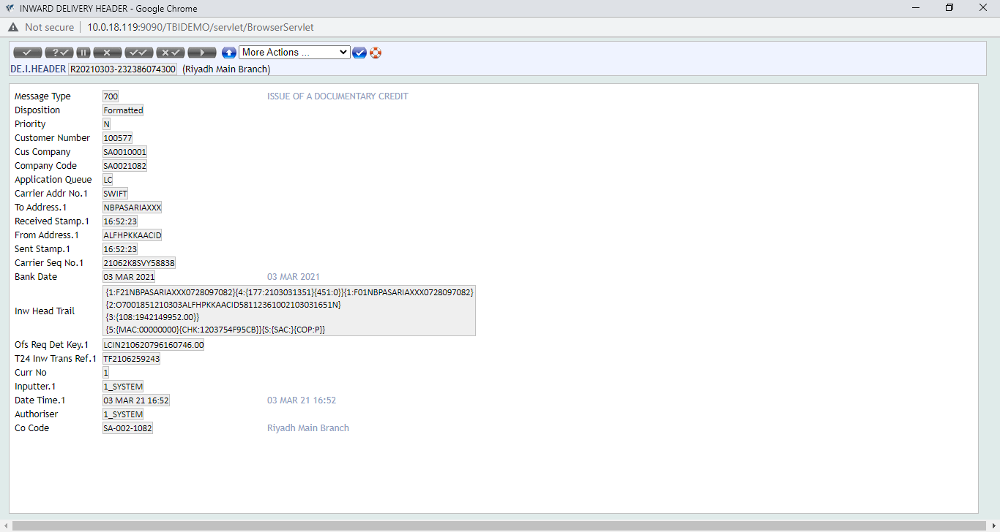 INWARD DELIVERY HEADER - Google Chrome
Not secure 10.0.18.119:9090/TBIDEMO/servlet/BrowserServlet
More Actions ...
DE.I.HEADER R20210303-232386074300 (Riyadh Main Branch)
Message Type 700 ISSUE OF A DOCUMENTARY CREDIT
Disposition Formatted
Priority N
Customer Number 100577
Cus Company SA0010001
Company Code SA0021082
Application Queue LC
Carrier Addr No.1 SWIFT
To Address.1 NBPASARIAXXX
Received Stamp.1 16:52:23
From Address.1 ALFHPKKAACID
Sent Stamp.1 16:52:23
Carrier Seq No.1 21062K8SVY58838
Bank Date 03 MAR 2021 03 MAR 2021
Inw Head Trail {1:F21NBPASARIAXXX0728097082}{4:{177:2103031351}{451:0}}{1:F01NBPASARIAXXX0728097082}
{2:O7001851210303ALFHPKKAACID58112361002103031651N}
{3:{108:1942149952.00}}
{5:{MAC:00000000}{CHK:1203754F95CB}}{S:{SAC:}{COP:P}}
Ofs Req Det Key.1 LCIN210620796160746.00
T24 Inw Trans Ref.1 TF2106259243
Curr No 1
Inputter.1 1_SYSTEM
Date Time.1 03 MAR 21 16:52 03 MAR 21 16:52
Authoriser 1_SYSTEM
Co Code SA-002-1082 Riyadh Main Branch